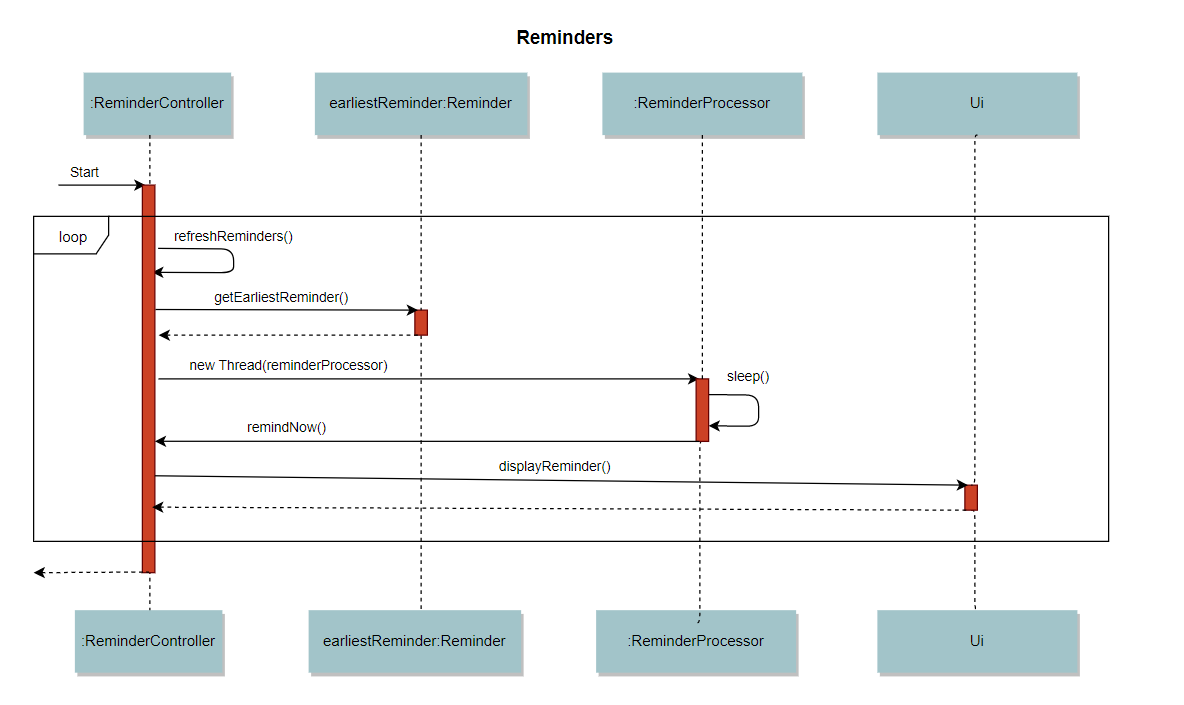 Reminders
:ReminderController
earliestReminder:Reminder
:ReminderProcessor
Ui
Start
loop
refreshReminders()
getEarliestReminder()
new Thread(reminderProcessor)
sleep()
remindNow()
displayReminder()
:ReminderController
earliestReminder:Reminder
:ReminderProcessor
Ui